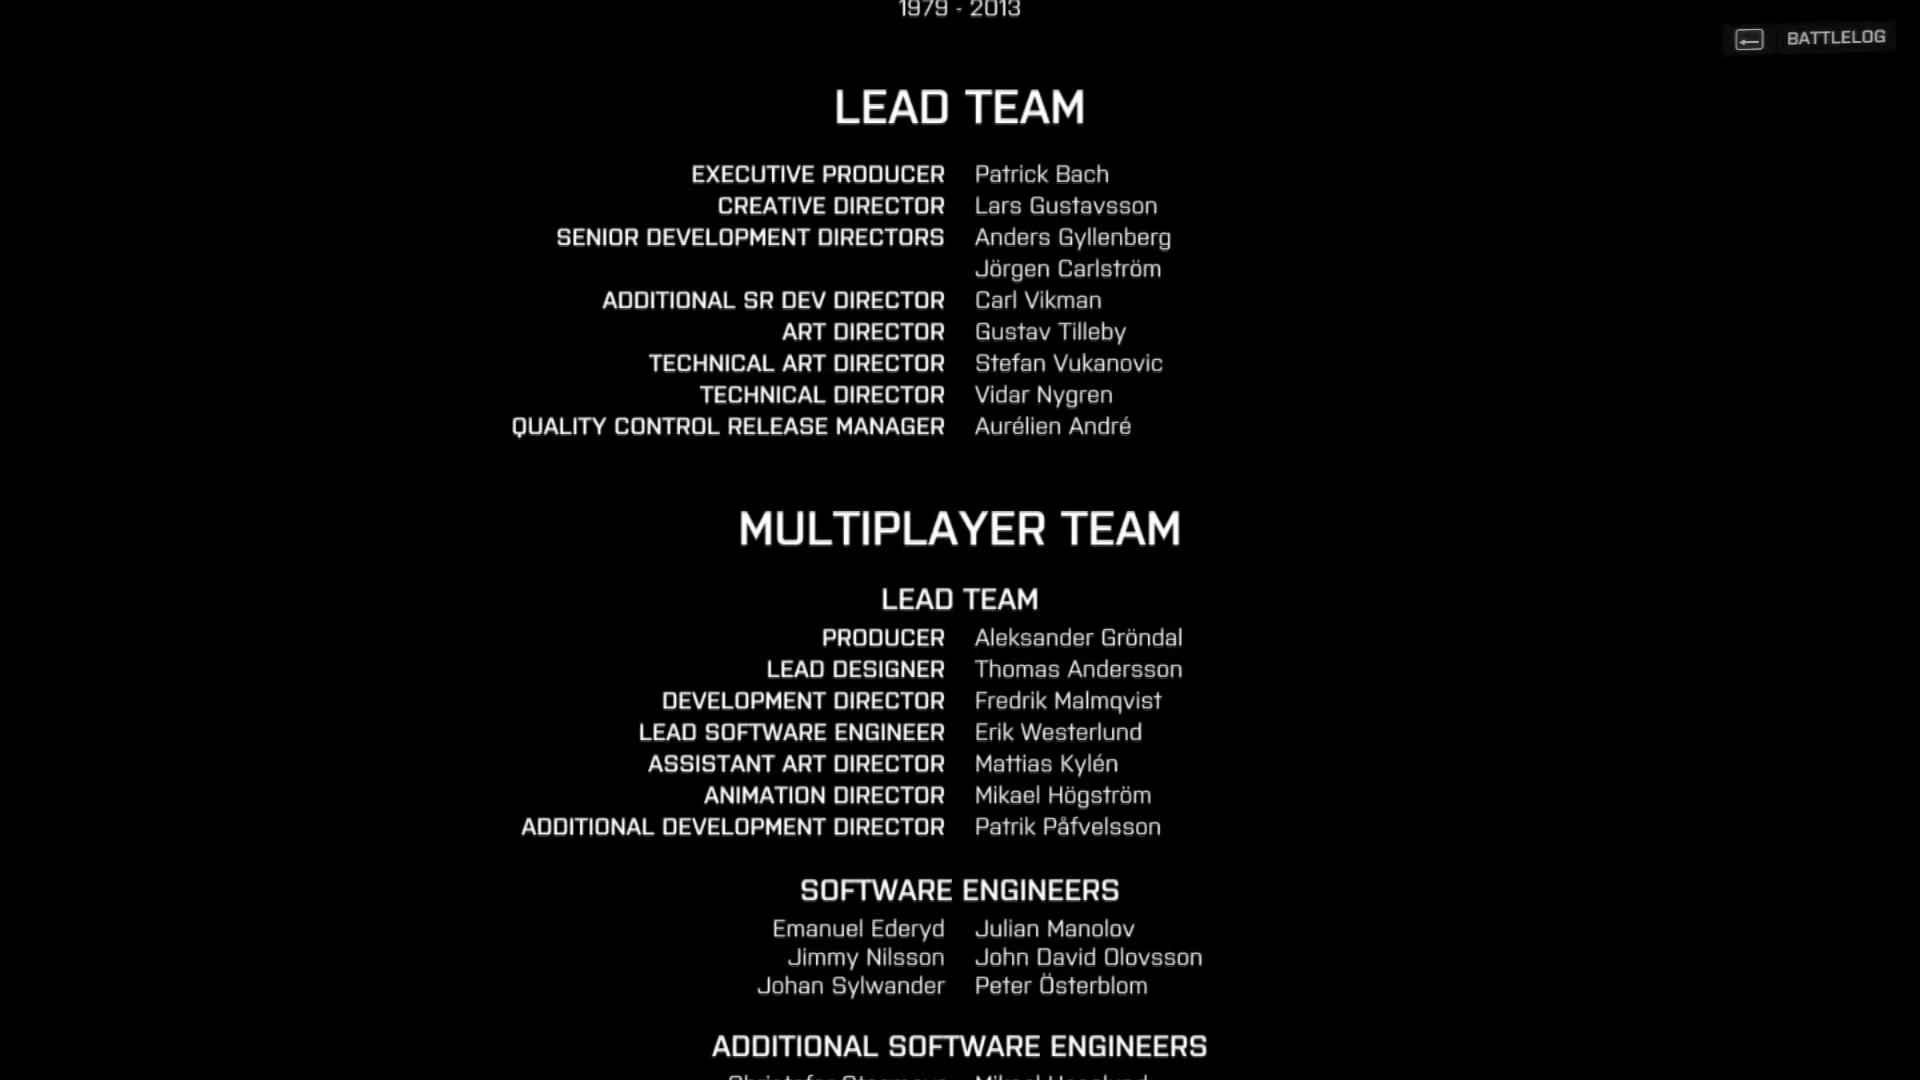 1979 - 2013
BATTLELOG
LEAD TEAM
EXECUTIVE PRODUCER Patrick Bach
CREATIVE DIRECTOR Lars Gustavsson
SENIOR DEVELOPMENT DIRECTORS Anders Gyllenberg
Jörgen Carlström
ADDITIONAL SR DEV DIRECTOR Carl Vikman
ART DIRECTOR Gustav Tilleby
TECHNICAL ART DIRECTOR Stefan Vukanovic
TECHNICAL DIRECTOR Vidar Nygren
QUALITY CONTROL RELEASE MANAGER Aurélien André
MULTIPLAYER TEAM
LEAD TEAM
PRODUCER Aleksander Gröndal
LEAD DESIGNER Thomas Andersson
DEVELOPMENT DIRECTOR Fredrik Malmqvist
LEAD SOFTWARE ENGINEER Erik Westerlund
ASSISTANT ART DIRECTOR Mattias Kylén
ANIMATION DIRECTOR Mikael Högström
ADDITIONAL DEVELOPMENT DIRECTOR Patrik Påfvelsson
SOFTWARE ENGINEERS
Emanuel Ederyd Julian Manolov
Jimmy Nilsson John David Olovsson
Johan Sylwander Peter Österblom
ADDITIONAL SOFTWARE ENGINEERS